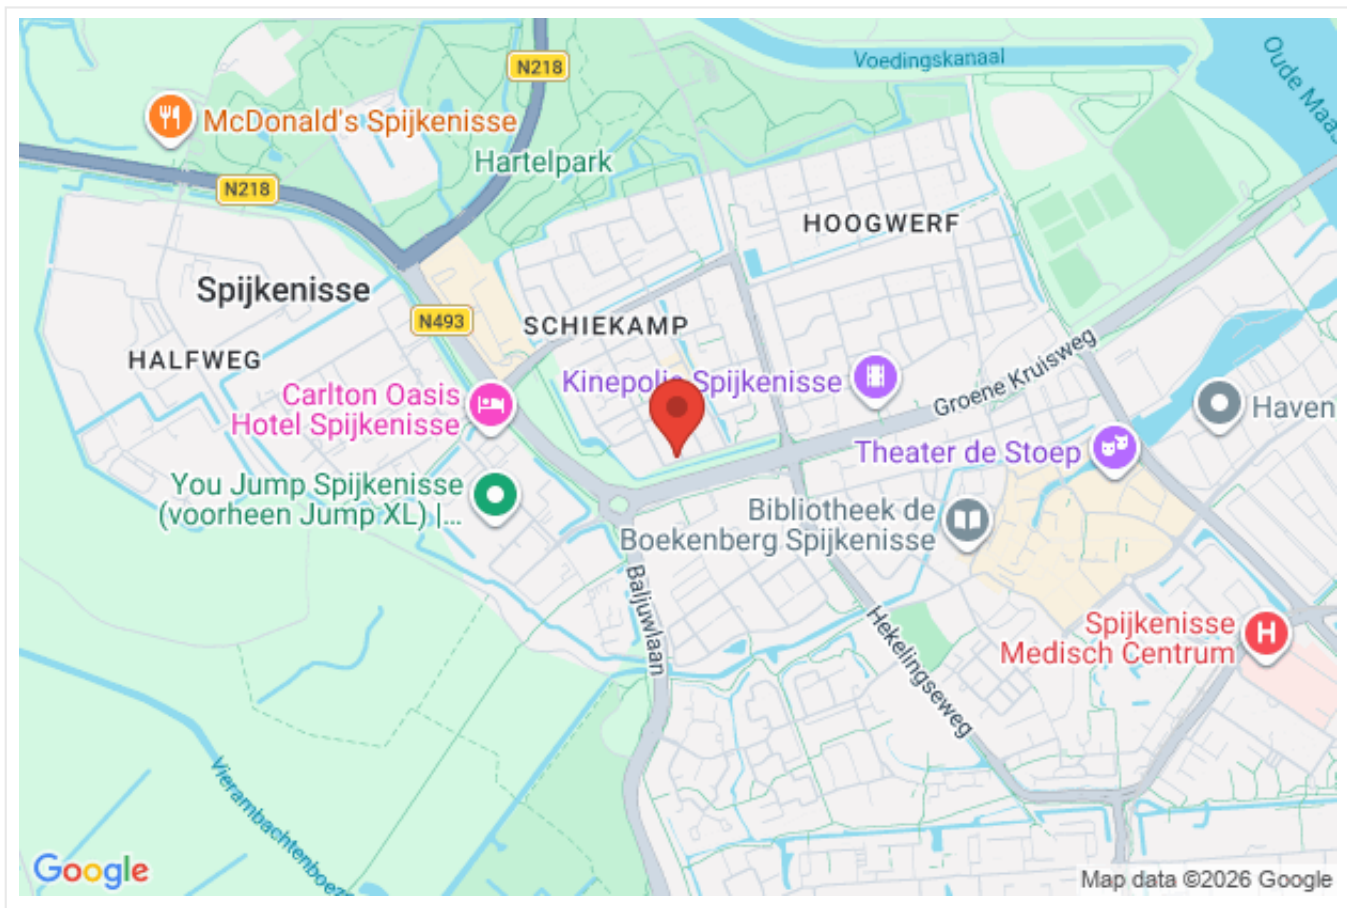 Voedingskanaal
Oude Maas
N218
McDonald's Spijkenisse
Hartelpark
N218
HOOGWERF
Spijkenisse
N493
SCHIEKAMP
HALFWEG
Groene Kruisweg
Kinepolis Spijkenisse
Carlton Oasis
Hotel Spijkenisse
Haven
Theater de Stoep
You Jump Spijkenisse
(voorheen Jump XL) |...
Bibliotheek de
Boekenberg Spijkenisse
Baljuwlaan
Hekelingseweg
Spijkenisse
Medisch Centrum
H
Vierambachtenboeze
Google
Map data ©2026 Google